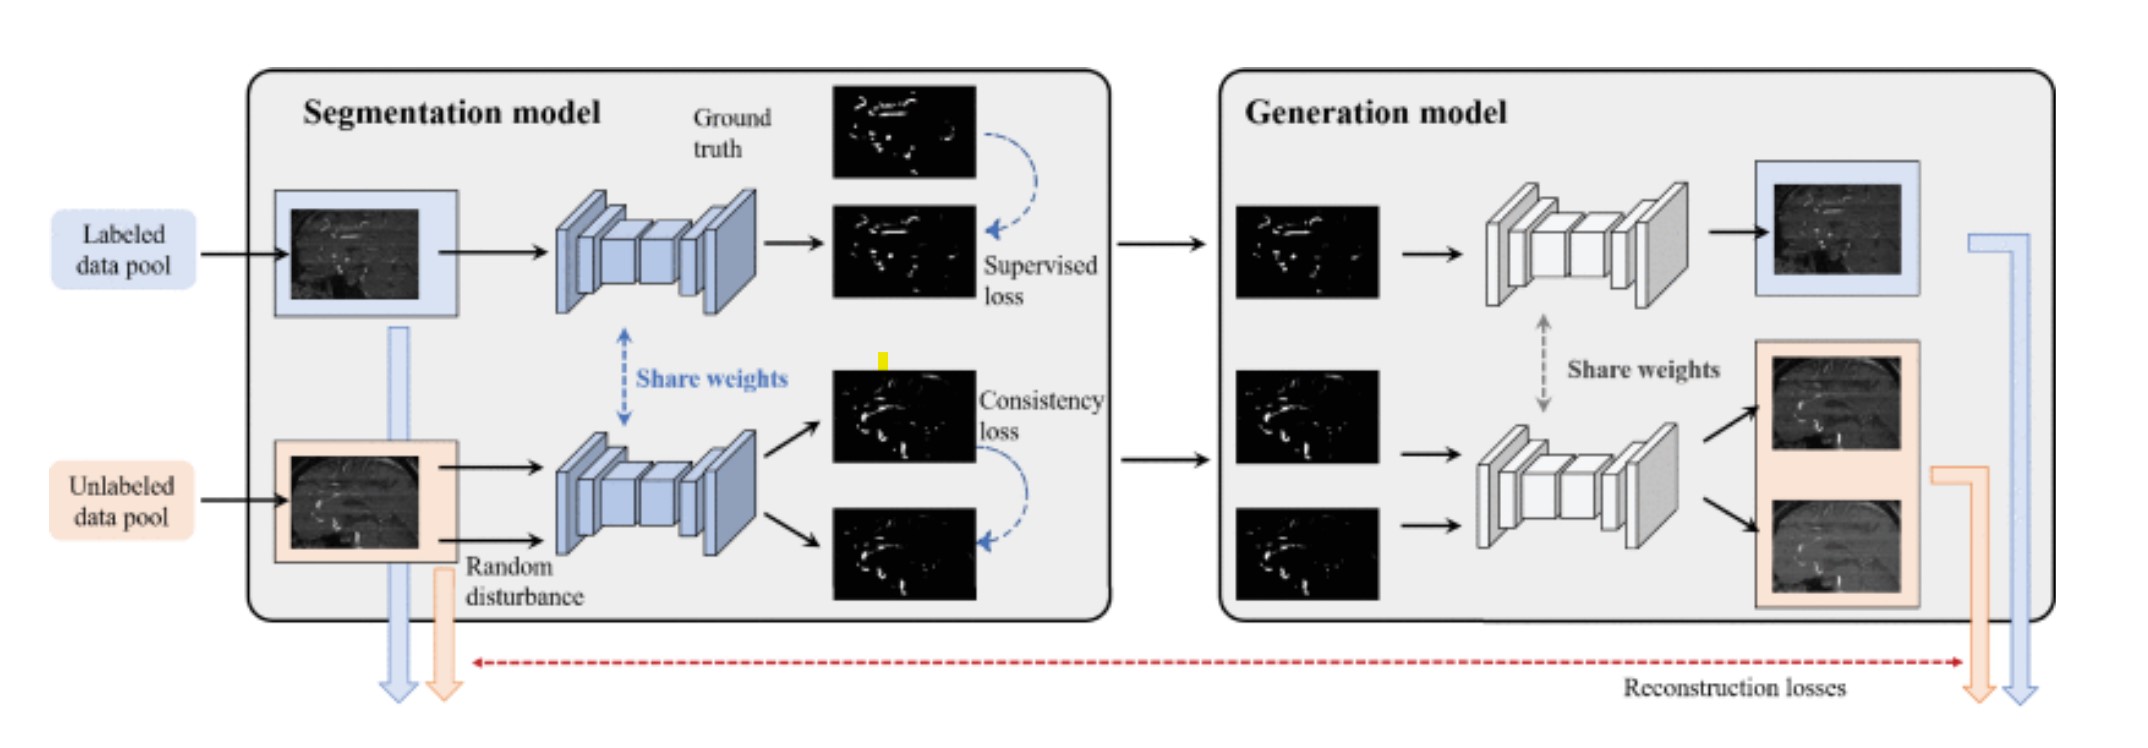 Segmentation model
Ground
truth
Labeled
data pool
Supervised
loss
Share weights
Consistency
loss
Unlabeled
data pool
Random
disturbance
Generation model
Share weights
Reconstruction losses